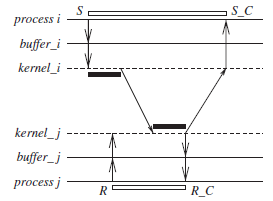 S S_C
process i
buffer_i
kernel_i
kernel_j
buffer_j
process j
R R_C